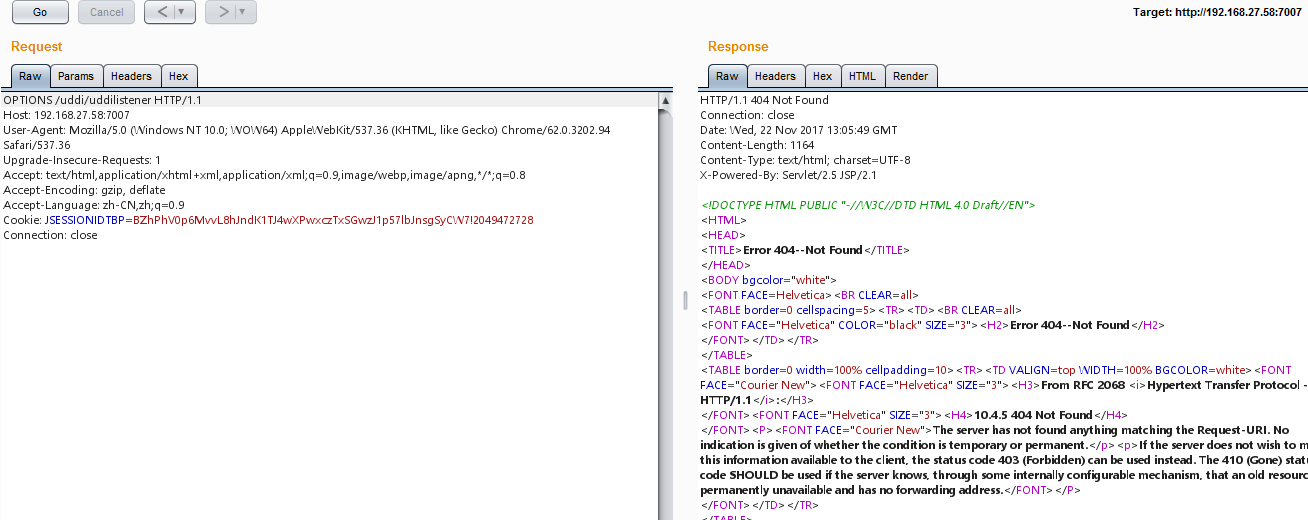 Go Cancel < > Target: http://192.168.27.58:7007
Request
Raw Params Headers Hex
OPTIONS /uddi/uddilistener HTTP/1.1
Host: 192.168.27.58:7007
User-Agent: Mozilla/5.0 (Windows NT 10.0; WOW64) AppleWebKit/537.36 (KHTML, like Gecko) Chrome/62.0.3202.94
Safari/537.36
Upgrade-Insecure-Requests: 1
Accept: text/html,application/xhtml+xml,application/xml;q=0.9,image/webp,image/apng,*/*;q=0.8
Accept-Encoding: gzip, deflate
Accept-Language: zh-CN,zh;q=0.9
Cookie: JSESSIONIDTBP=BZhPhV0p6MvvL8hJndK1TJ4wXPwxczTxSGwzJ1p57lbJnsgSyCW7!2049472728
Connection: close
Response
Raw Headers Hex HTML Render
HTTP/1.1 404 Not Found
Connection: close
Date: Wed, 22 Nov 2017 13:05:49 GMT
Content-Length: 1164
Content-Type: text/html; charset=UTF-8
X-Powered-By: Servlet/2.5 JSP/2.1
<!DOCTYPE HTML PUBLIC "-//W3C//DTD HTML 4.0 Draft//EN">
<HTML>
<HEAD>
<TITLE>Error 404--Not Found</TITLE>
</HEAD>
<BODY bgcolor="white">
<FONT FACE=Helvetica><BR CLEAR=all>
<TABLE border=0 cellspacing=5><TR><TD><BR CLEAR=all>
<FONT FACE="Helvetica" COLOR="black" SIZE="3"><H2>Error 404--Not Found</H2>
</FONT></TD></TR>
</TABLE>
<TABLE border=0 width=100% cellpadding=10><TR><TD VALIGN=top WIDTH=100% BGCOLOR=white><FONT
FACE="Courier New"><FONT FACE="Helvetica" SIZE="3"><H3>From RFC 2068 <i>Hypertext Transfer Protocol -
HTTP/1.1</i>:</H3>
</FONT><FONT FACE="Helvetica" SIZE="3"><H4>10.4.5 404 Not Found</H4>
</FONT><P><FONT FACE="Courier New">The server has not found anything matching the Request-URI. No
indication is given of whether the condition is temporary or permanent.</p><p>If the server does not wish to m
this information available to the client, the status code 403 (Forbidden) can be used instead. The 410 (Gone) stat
code SHOULD be used if the server knows, through some internally configurable mechanism, that an old resourc
permanently unavailable and has no forwarding address.</FONT></P>
</FONT></TD></TR>
</TABLE>